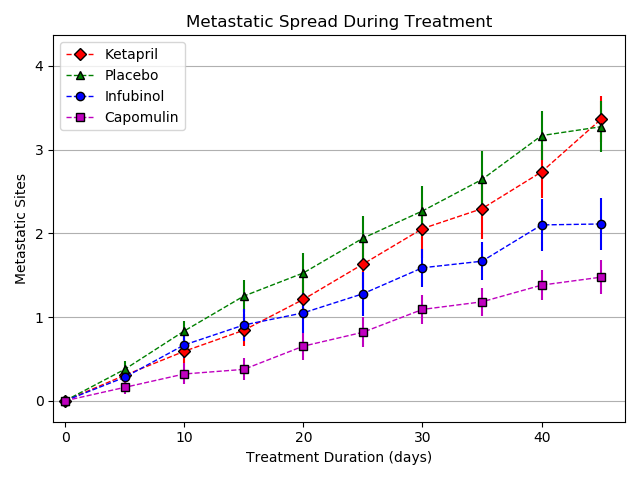 Metastatic Spread During Treatment
Ketapril
Placebo
Infubinol
Capomulin
Metastatic Sites
4
3
2
1
0
0 10 20 30 40
Treatment Duration (days)